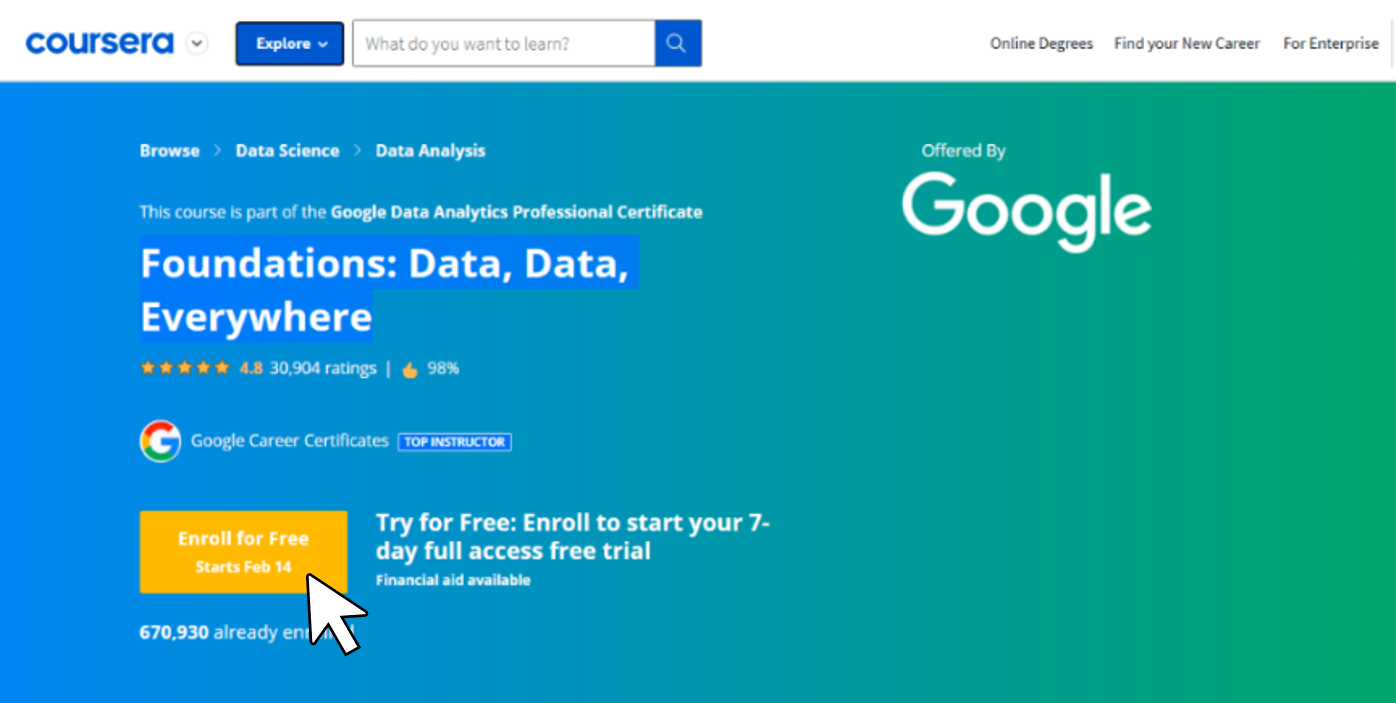 coursera
Explore
What do you want to learn?
Online Degrees Find your New Career For Enterprise
Browse > Data Science > Data Analysis
Offered By
Google
This course is part of the Google Data Analytics Professional Certificate
Foundations: Data, Data,
Everywhere
4.8 30,904 ratings | 98%
Google Career Certificates TOP INSTRUCTOR
Enroll for Free
Starts Feb 14
Try for Free: Enroll to start your 7-
day full access free trial
Financial aid available
670,930 already